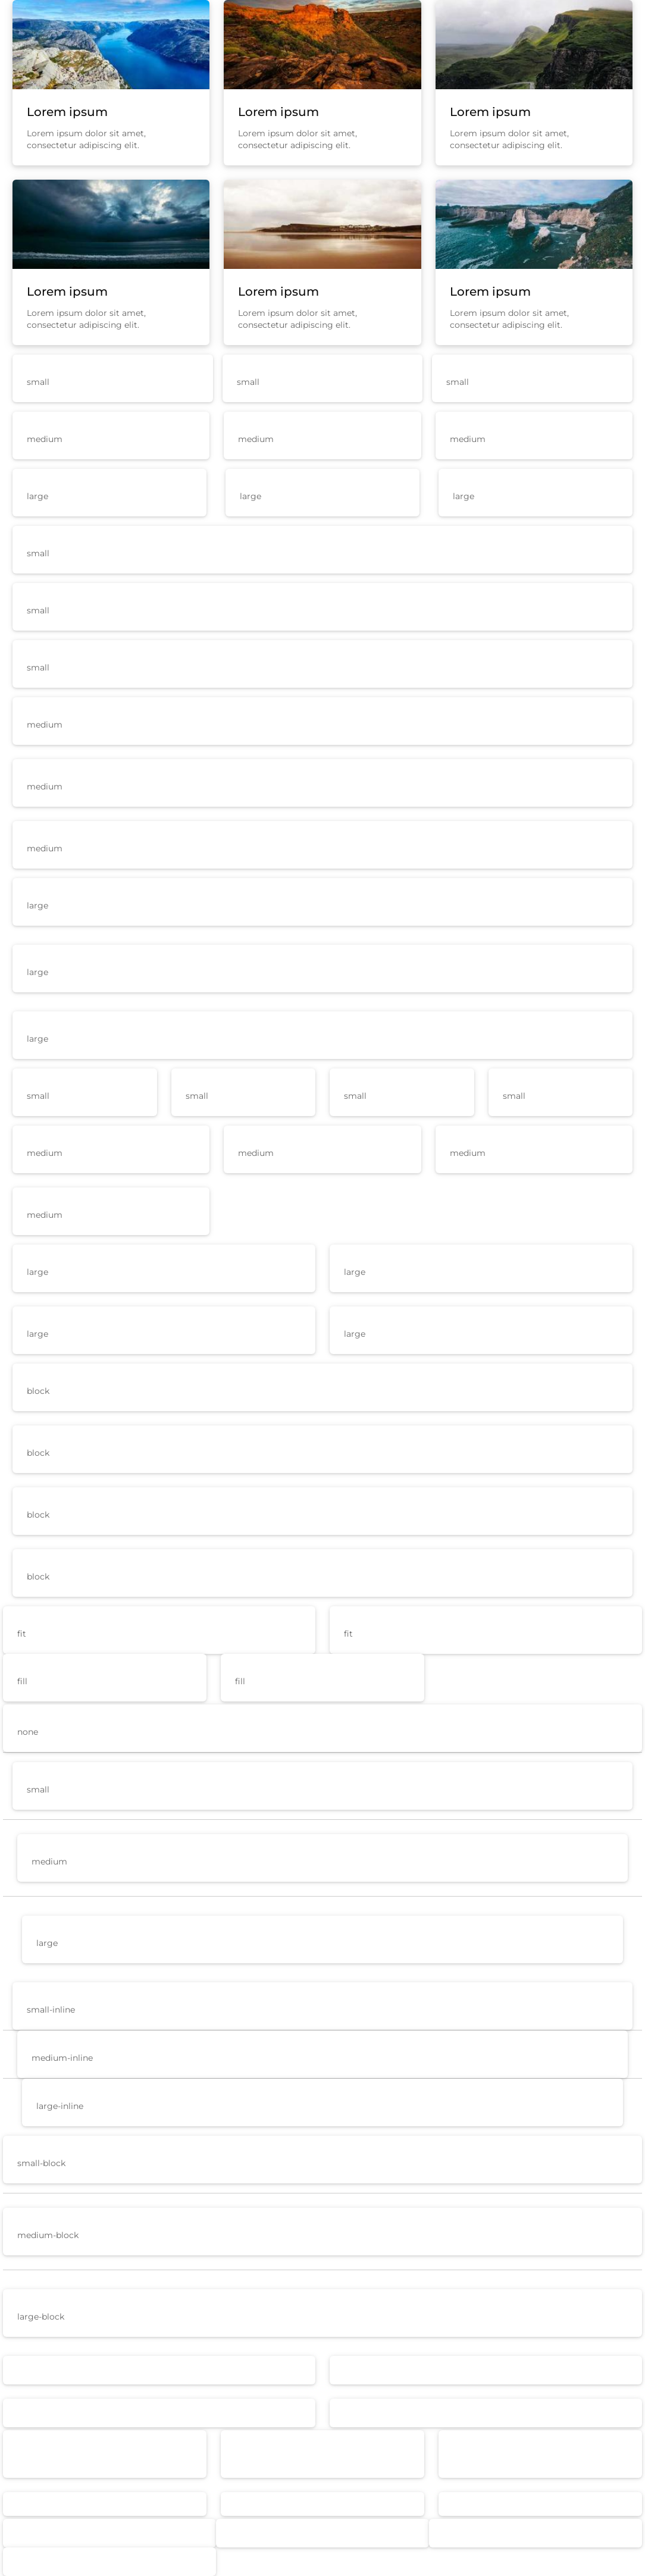 Lorem ipsum
Lorem ipsum dolor sit amet,
consectetur adipiscing elit.
Lorem ipsum
Lorem ipsum dolor sit amet,
consectetur adipiscing elit.
Lorem ipsum
Lorem ipsum dolor sit amet,
consectetur adipiscing elit.
Lorem ipsum
Lorem ipsum dolor sit amet,
consectetur adipiscing elit.
Lorem ipsum
Lorem ipsum dolor sit amet,
consectetur adipiscing elit.
Lorem ipsum
Lorem ipsum dolor sit amet,
consectetur adipiscing elit.
small
small
small
medium
medium
medium
large
large
large
small
small
small
medium
medium
medium
large
large
large
small
small
small
small
medium
medium
medium
medium
large
large
large
large
block
block
block
block
fit
fit
fill
fill
none
small
medium
large
small-inline
medium-inline
large-inline
small-block
medium-block
large-block